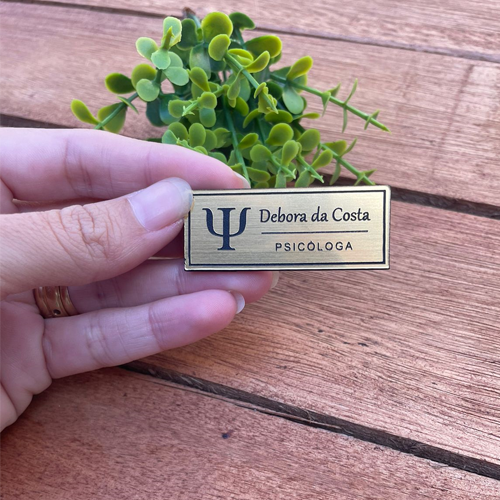 Ψ
Debora da Costa
PSICÓLOGA